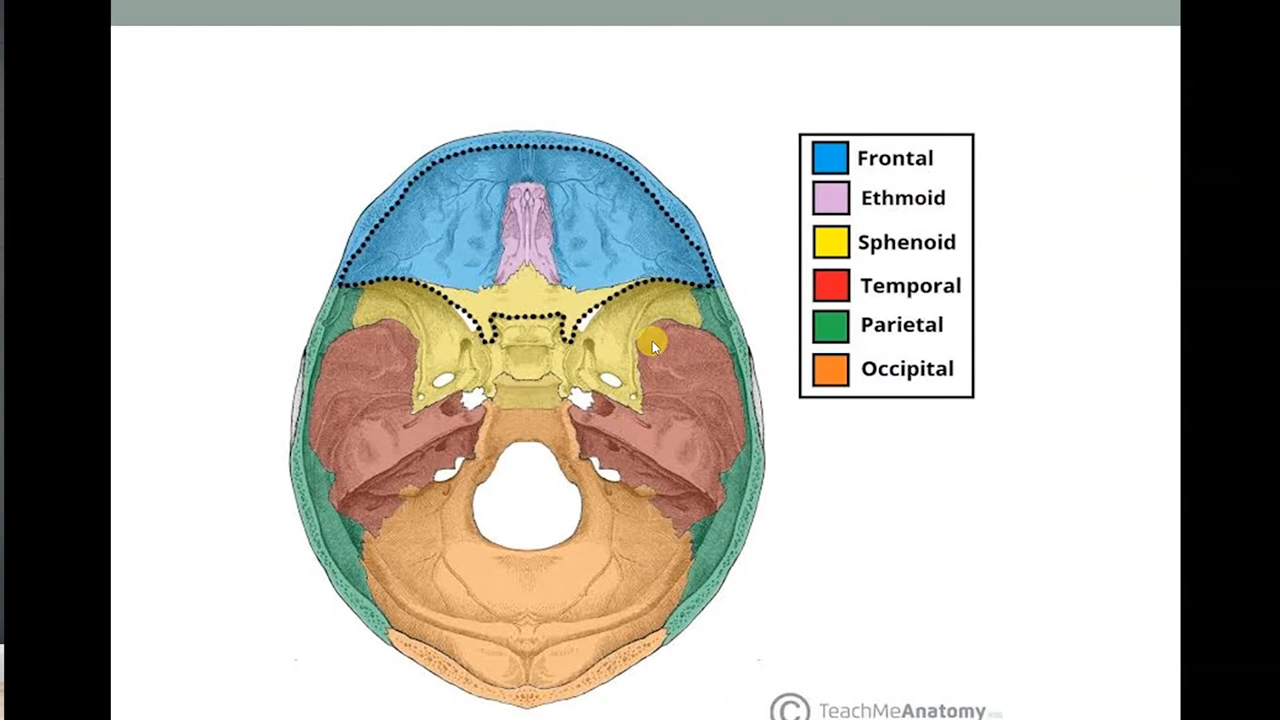 Frontal
Ethmoid
Sphenoid
Temporal
Parietal
Occipital
© TeachMeAnatomy